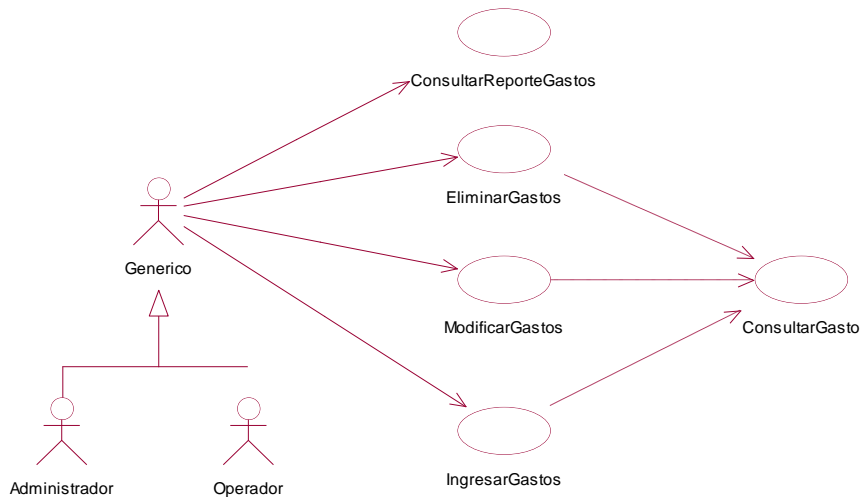 ConsultarReporteGastos
EliminarGastos
Generico
ModificarGastos
ConsultarGasto
IngresarGastos
Administrador
Operador